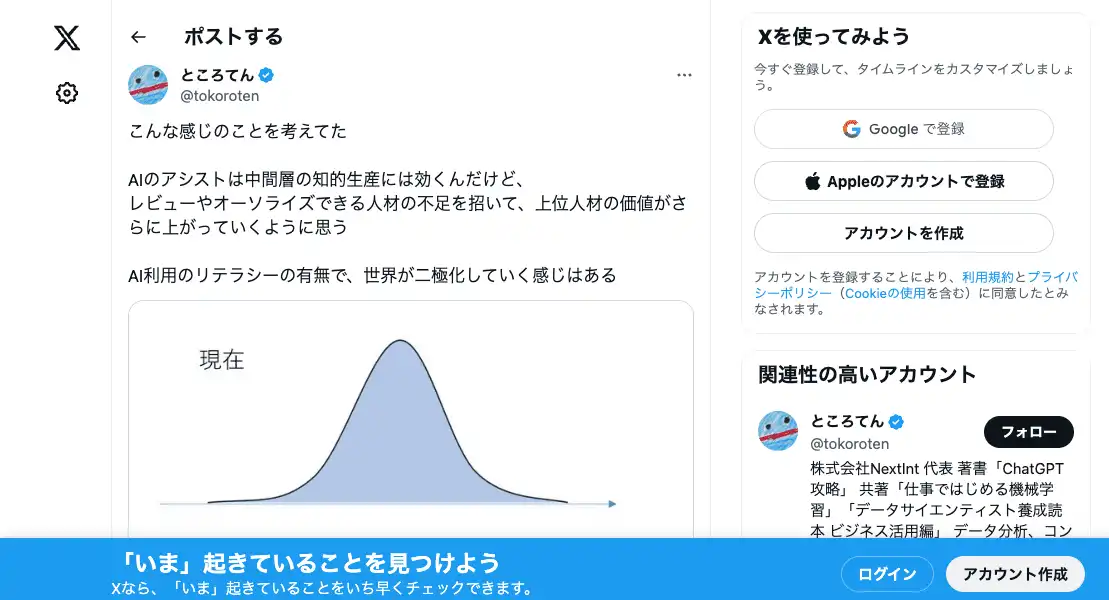 ポストする
ところてん
@tokoroten
こんな感じのことを考えてた
AIのアシストは中間層の知的生産には効くんだけど、
レビューやオーソライズできる人材の不足を招いて、上位人材の価値がさ
らに上がっていくように思う
AI利用のリテラシーの有無で、世界が二極化していく感じはある
現在
Xを使ってみよう
今すぐ登録して、タイムラインをカスタマイズしましょ
う。
Google で登録
Appleのアカウントで登録
アカウントを作成
アカウントを登録することにより、利用規約とプライバ
シーポリシー（Cookieの使用を含む）に同意したとみ
なされます。
関連性の高いアカウント
ところてん
@tokoroten
フォロー
株式会社NextInt 代表 著書「ChatGPT
攻略」 共著「仕事ではじめる機械学
習」「データサイエンティスト養成読
本 ビジネス活用編」 データ分析、コン
「いま」起きていることを見つけよう
Xなら、「いま」起きていることをいち早くチェックできます。
ログイン
アカウント作成